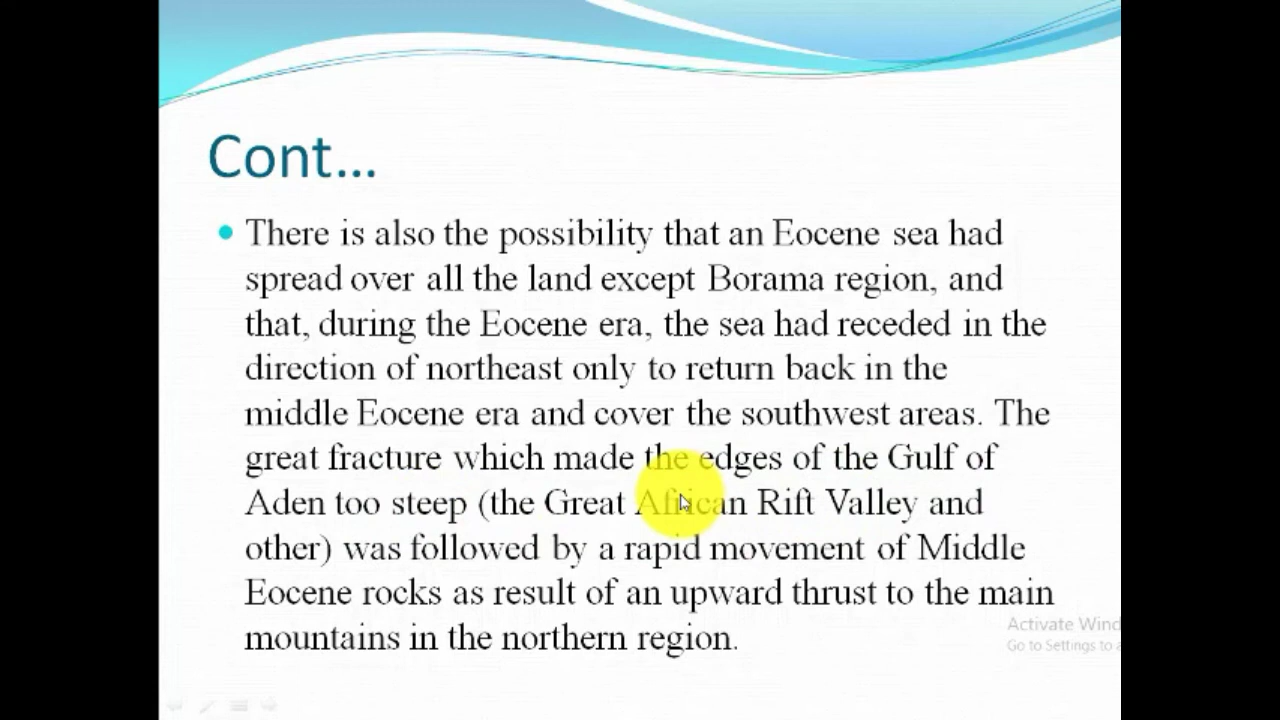 Cont...
There is also the possibility that an Eocene sea had
spread over all the land except Borama region, and
that, during the Eocene era, the sea had receded in the
direction of northeast only to return back in the
middle Eocene era and cover the southwest areas. The
great fracture which made the edges of the Gulf of
Aden too steep (the Great African Rift Valley and
other) was followed by a rapid movement of Middle
Eocene rocks as result of an upward thrust to the main
mountains in the northern region.
Activate Wind
Go to Settings to a